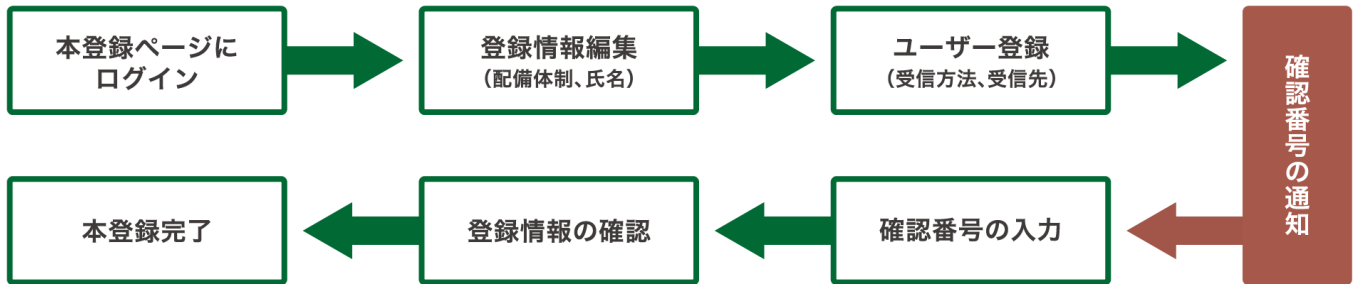 本登録ページに
ログイン
登録情報編集
（配備体制、氏名）
ユーザー登録
（受信方法、受信先）
確認番号の通知
確認番号の入力
登録情報の確認
本登録完了